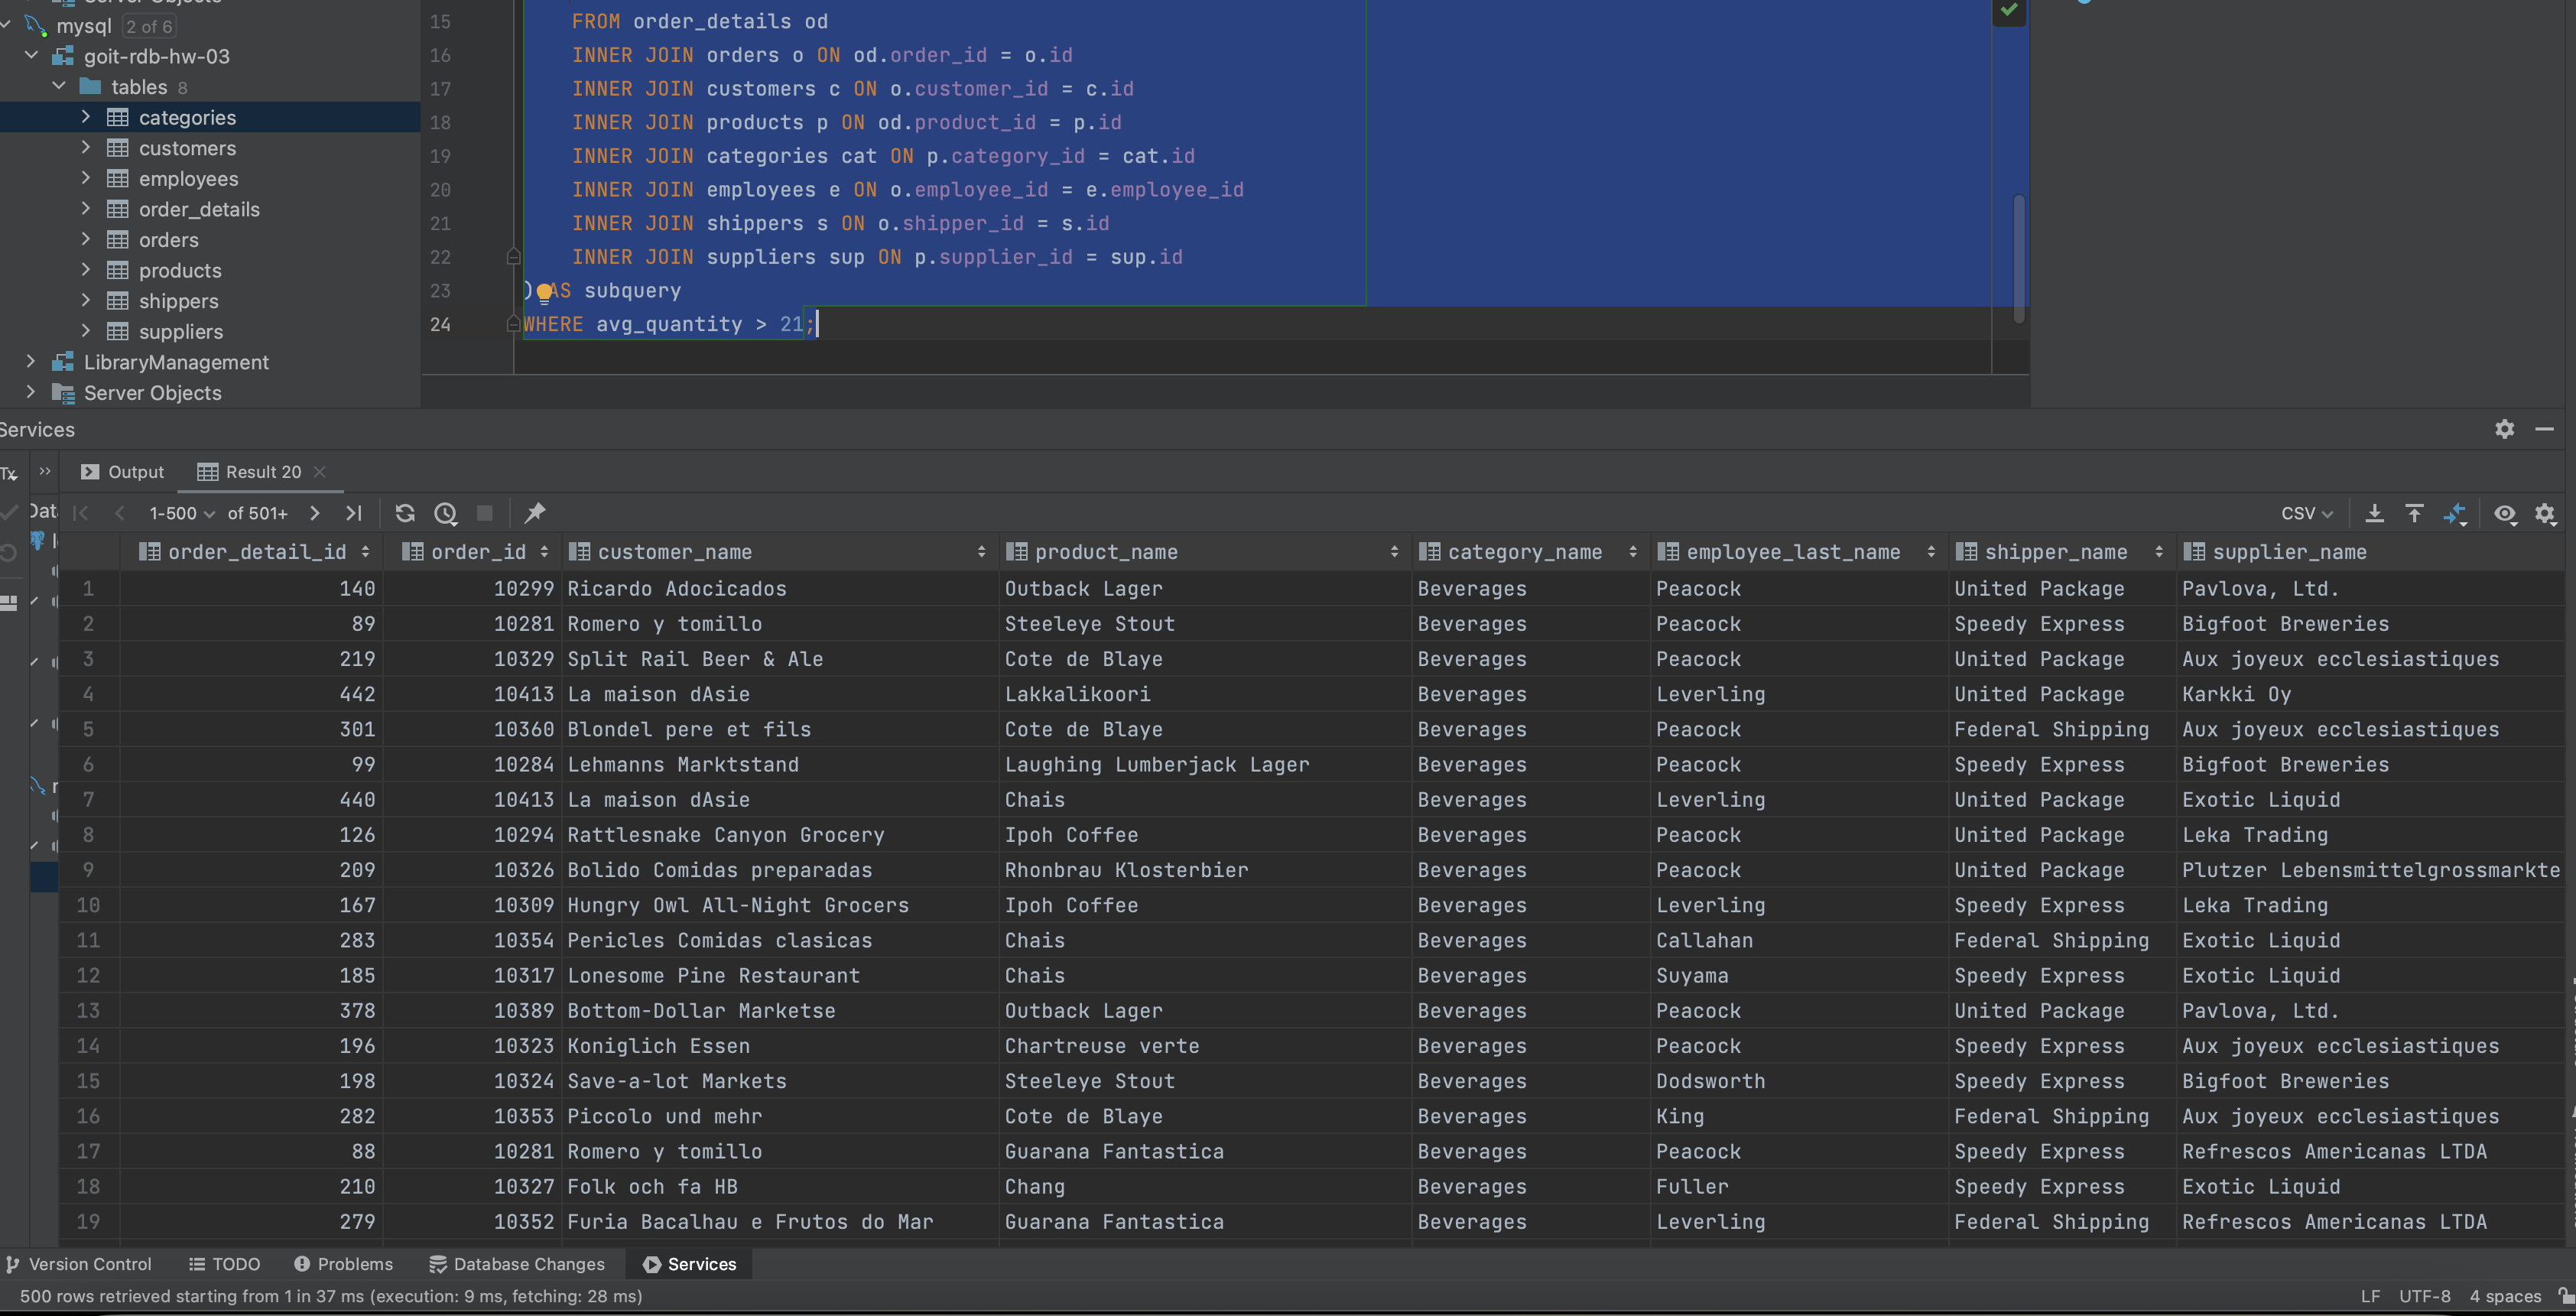 Server Objects
mysql 2 of 6
goit-rdb-hw-03
tables 8
categories
customers
employees
order_details
orders
products
shippers
suppliers
LibraryManagement
Server Objects
15 FROM order_details od
16 INNER JOIN orders o ON od.order_id = o.id
17 INNER JOIN customers c ON o.customer_id = c.id
18 INNER JOIN products p ON od.product_id = p.id
19 INNER JOIN categories cat ON p.category_id = cat.id
20 INNER JOIN employees e ON o.employee_id = e.employee_id
21 INNER JOIN shippers s ON o.shipper_id = s.id
22 INNER JOIN suppliers sup ON p.supplier_id = sup.id
23 ) AS subquery
24 WHERE avg_quantity > 21;
Services
Tx Output Result 20
1-500 of 501+ CSV
order_detail_id order_id customer_name product_name category_name employee_last_name shipper_name supplier_name
1 140 10299 Ricardo Adocicados Outback Lager Beverages Peacock United Package Pavlova, Ltd.
2 89 10281 Romero y tomillo Steeleye Stout Beverages Peacock Speedy Express Bigfoot Breweries
3 219 10329 Split Rail Beer & Ale Cote de Blaye Beverages Peacock United Package Aux joyeux ecclesiastiques
4 442 10413 La maison dAsie Lakkalikoori Beverages Leverling United Package Karkki Oy
5 301 10360 Blondel pere et fils Cote de Blaye Beverages Peacock Federal Shipping Aux joyeux ecclesiastiques
6 99 10284 Lehmanns Marktstand Laughing Lumberjack Lager Beverages Peacock Speedy Express Bigfoot Breweries
7 440 10413 La maison dAsie Chais Beverages Leverling United Package Exotic Liquid
8 126 10294 Rattlesnake Canyon Grocery Ipoh Coffee Beverages Peacock United Package Leka Trading
9 209 10326 Bolido Comidas preparadas Rhonbrau Klosterbier Beverages Peacock United Package Plutzer Lebensmittelgrossmarkte
10 167 10309 Hungry Owl All-Night Grocers Ipoh Coffee Beverages Leverling Speedy Express Leka Trading
11 283 10354 Pericles Comidas clasicas Chais Beverages Callahan Federal Shipping Exotic Liquid
12 185 10317 Lonesome Pine Restaurant Chais Beverages Suyama Speedy Express Exotic Liquid
13 378 10389 Bottom-Dollar Marketse Outback Lager Beverages Peacock United Package Pavlova, Ltd.
14 196 10323 Koniglich Essen Chartreuse verte Beverages Peacock Speedy Express Aux joyeux ecclesiastiques
15 198 10324 Save-a-lot Markets Steeleye Stout Beverages Dodsworth Speedy Express Bigfoot Breweries
16 282 10353 Piccolo und mehr Cote de Blaye Beverages King Federal Shipping Aux joyeux ecclesiastiques
17 88 10281 Romero y tomillo Guarana Fantastica Beverages Peacock Speedy Express Refrescos Americanas LTDA
18 210 10327 Folk och fa HB Chang Beverages Fuller Speedy Express Exotic Liquid
19 279 10352 Furia Bacalhau e Frutos do Mar Guarana Fantastica Beverages Leverling Federal Shipping Refrescos Americanas LTDA
Version Control TODO Problems Database Changes Services
500 rows retrieved starting from 1 in 37 ms (execution: 9 ms, fetching: 28 ms) LF UTF-8 4 spaces